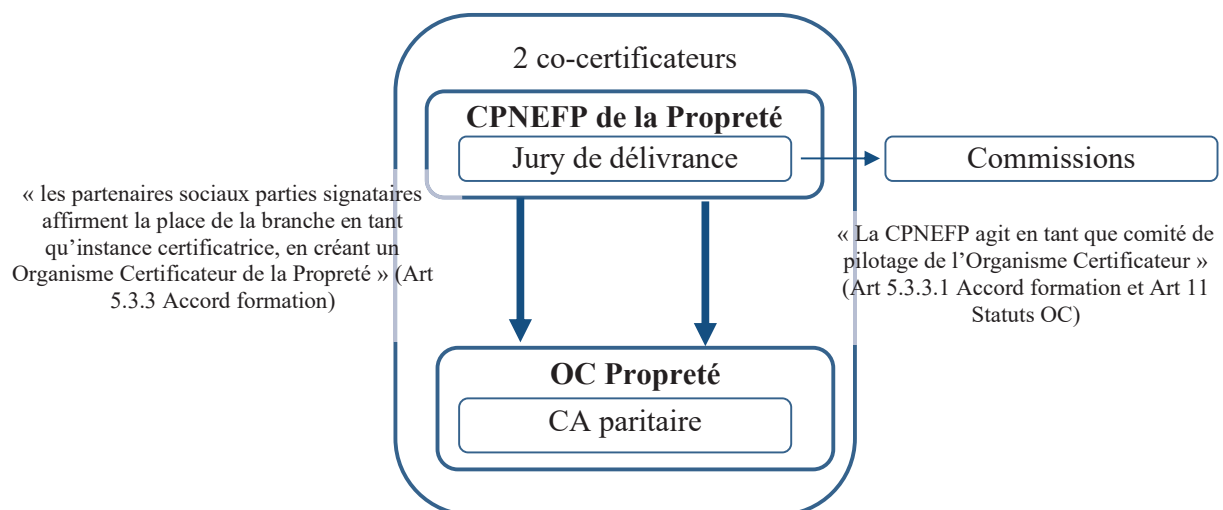 2 co-certificateurs
CPNEFP de la Propreté
Jury de délivrance
Commissions
« les partenaires sociaux parties signataires
affirment la place de la branche en tant
qu’instance certificatrice, en créant un
Organisme Certificateur de la Propreté » (Art
5.3.3 Accord formation)
« La CPNEFP agit en tant que comité de
pilotage de l’Organisme Certificateur »
(Art 5.3.3.1 Accord formation et Art 11
Statuts OC)
OC Propreté
CA paritaire